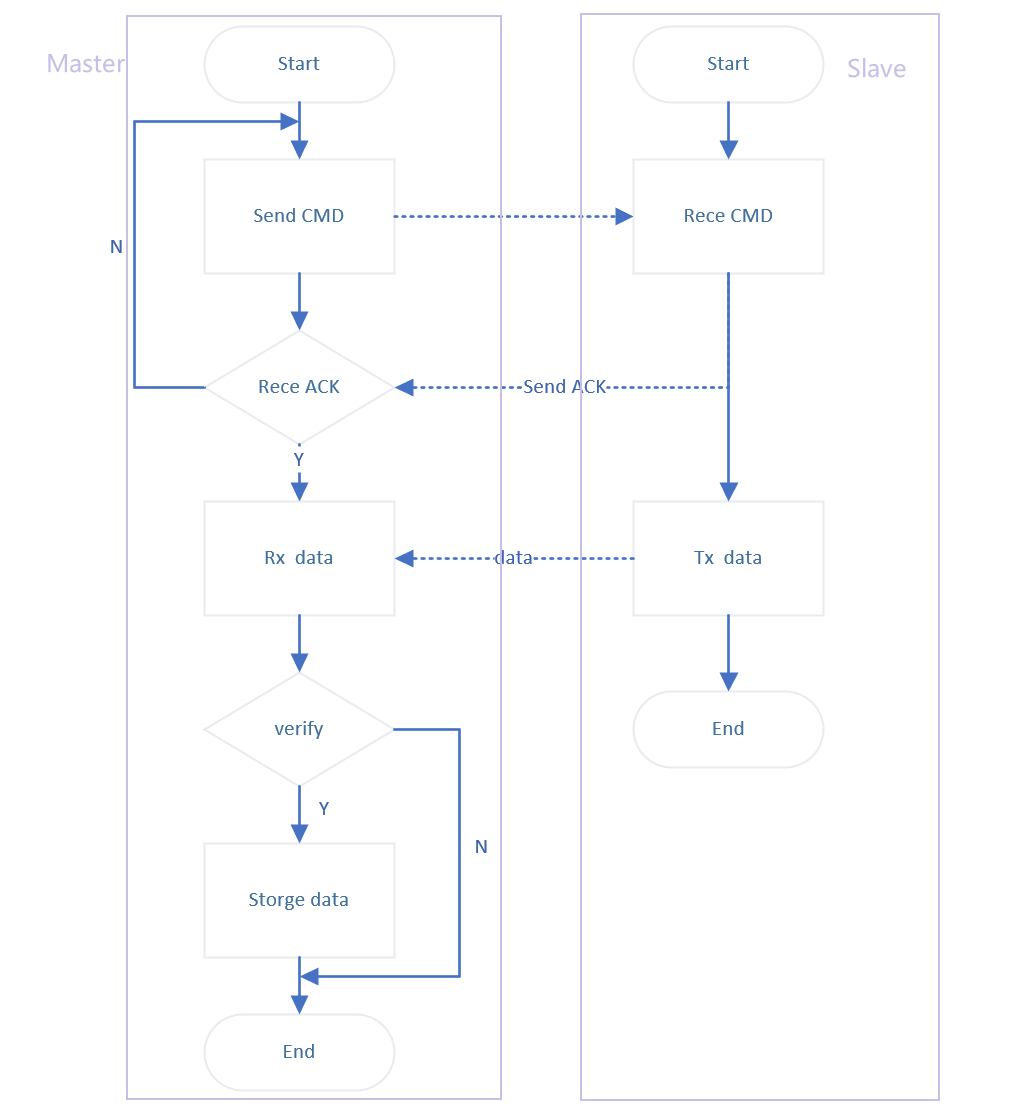 Master
Start
Start
Slave
Send CMD
Rece CMD
N
Rece ACK
Send ACK
Y
Rx data
data
Tx data
verify
End
Y
N
Storge data
End